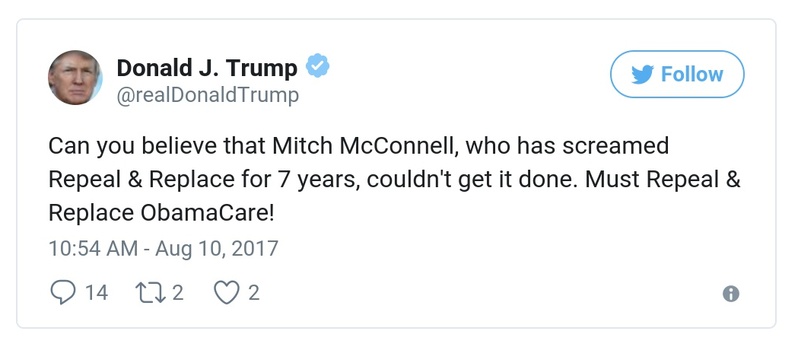 Donald J. Trump
@realDonaldTrump
Follow
Can you believe that Mitch McConnell, who has screamed
Repeal & Replace for 7 years, couldn't get it done. Must Repeal &
Replace ObamaCare!
10:54 AM - Aug 10, 2017
14 2 2